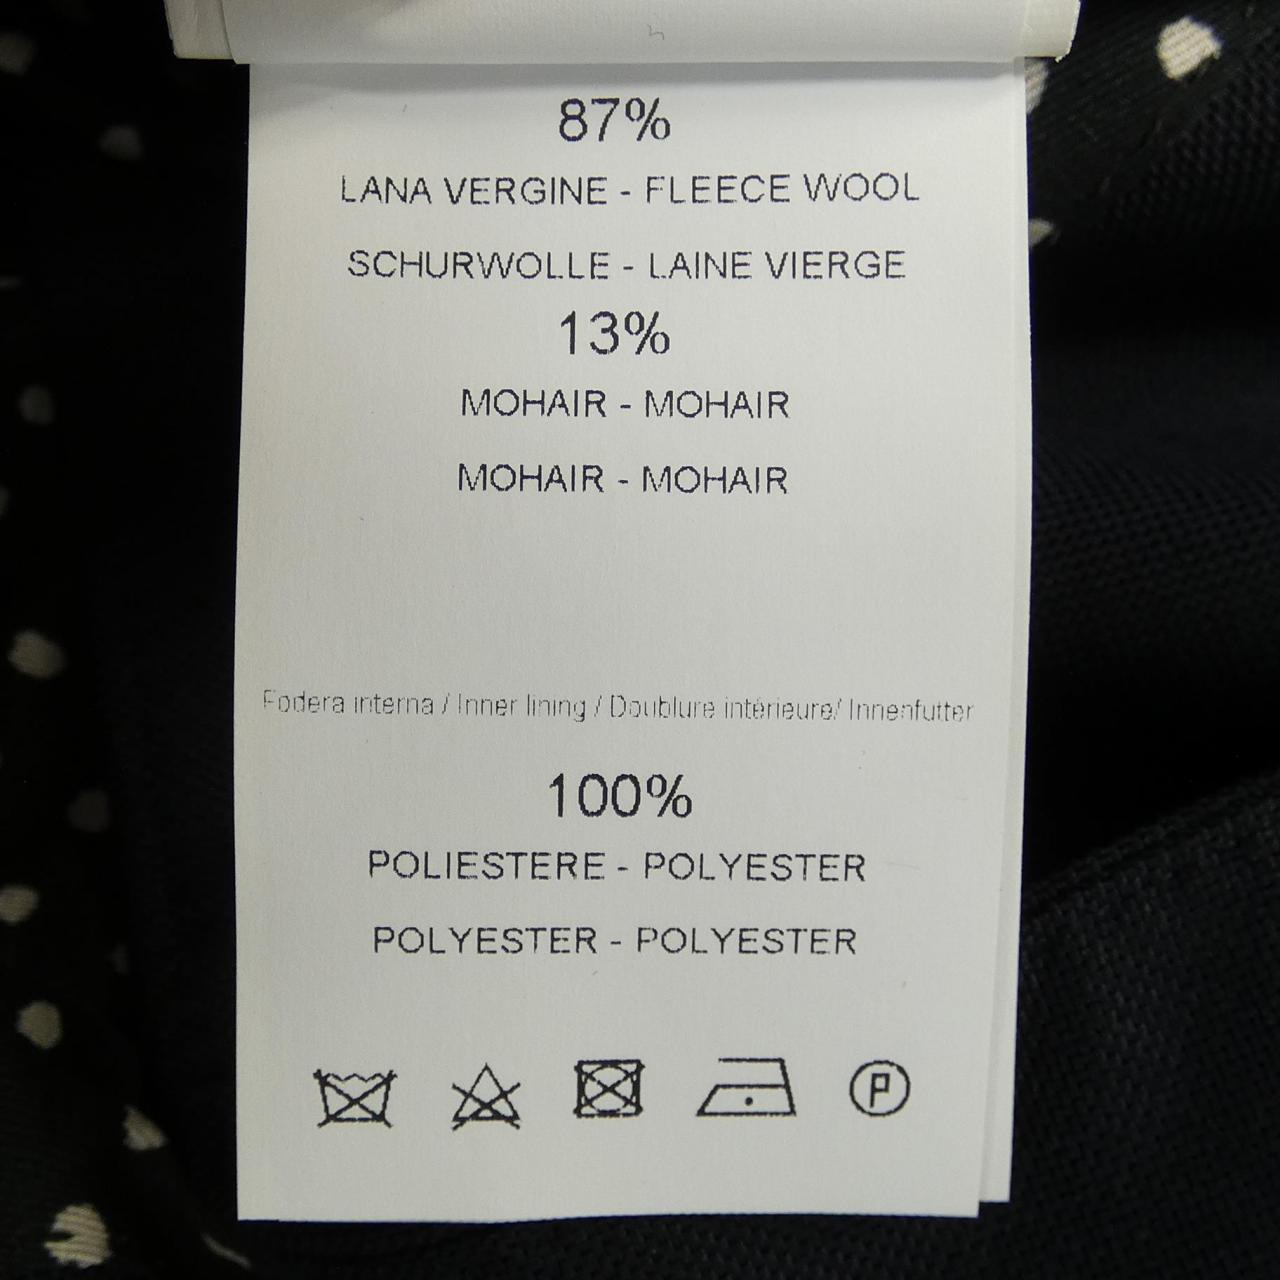 87%
LANA VERGINE - FLEECE WOOL
SCHURWOLLE - LAINE VIERGE
13%
MOHAIR - MOHAIR
MOHAIR - MOHAIR
Fodera interna / Inner lining / Doublure intérieure/ Innenfutter
100%
POLIESTERE - POLYESTER
POLYESTER - POLYESTER
P